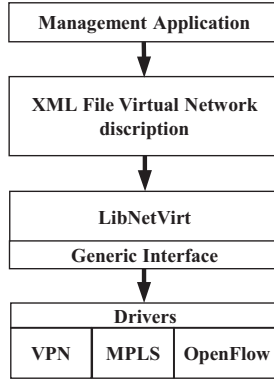 Management Application
XML File Virtual Network
discription
LibNetVirt
Generic Interface
Drivers
VPN MPLS OpenFlow